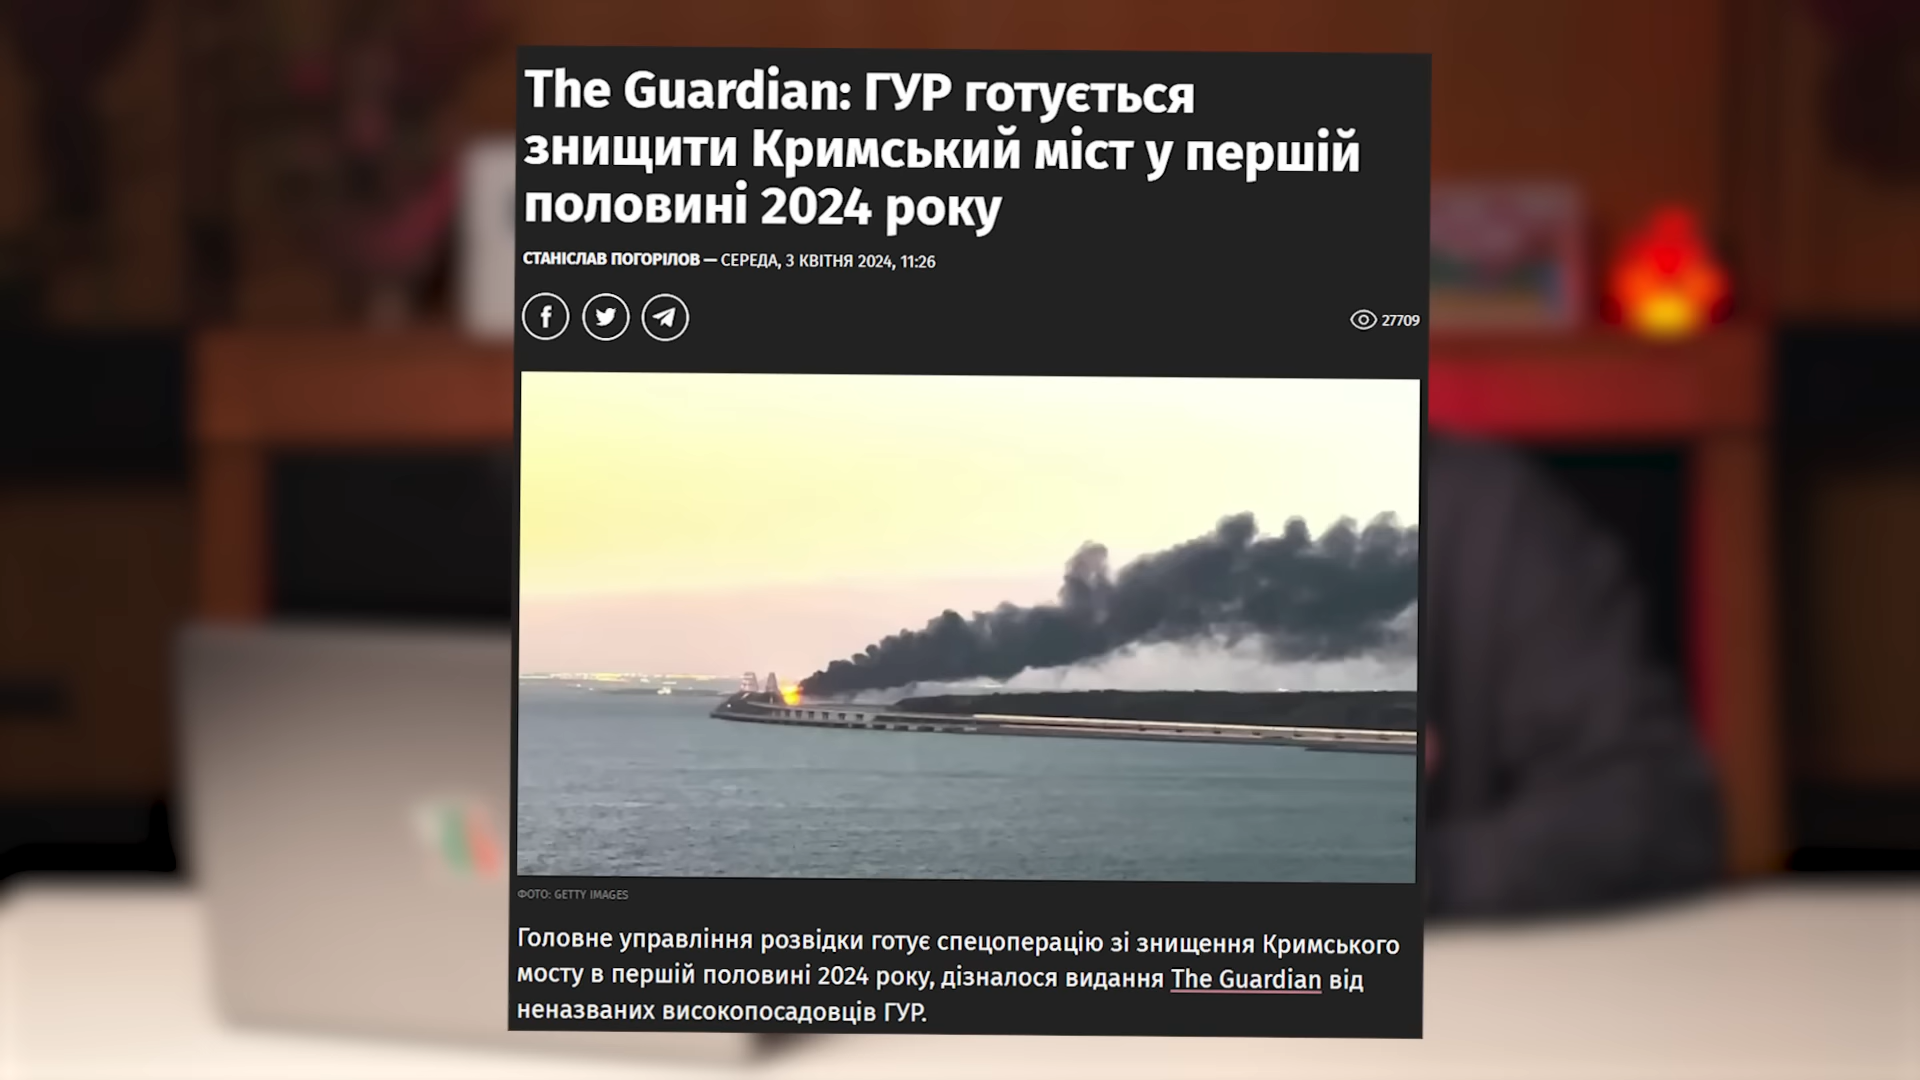 The Guardian: ГУР готується
знищити Кримський міст у першій
половині 2024 року
СТАНІСЛАВ ПОГОРІЛОВ — СЕРЕДА, 3 КВІТНЯ 2024, 11:26
27709
ФОТО: GETTY IMAGES
Головне управління розвідки готує спецоперацію зі знищення Кримського
мосту в першій половині 2024 року, дізналося видання The Guardian від
неназваних високопосадовців ГУР.